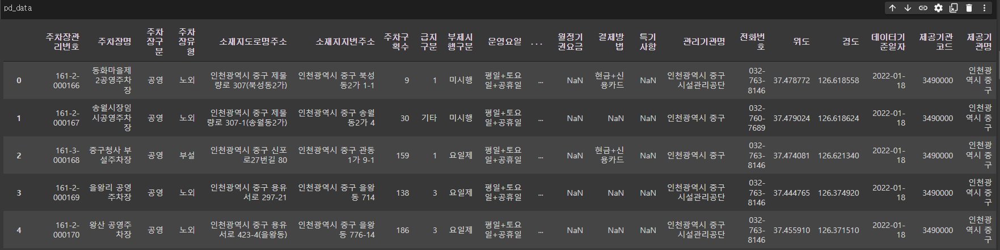 pd_data
주차장관리번호 주차장명 주차장구분 주차장유형 소재지도로명주소 소재지지번주소 주차구획수 급지구분 부제시행구분 운영요일 ... 월정기권요금 결제방법 특기사항 관리기관명 전화번호 위도 경도 데이터기준일자 제공기관코드 제공기관명
0 161-2-000166 동화마을제2공영주차장 공영 노외 인천광역시 중구 제물량로 307(북성동2가) 인천광역시 중구 북성동2가 1-1 9 1 미시행 평일+토요일+공휴일 ... NaN 현금+신용카드 NaN 인천광역시 중구시설관리공단 032-763-8146 37.478772 126.618558 2022-01-18 3490000 인천광역시 중구
1 161-2-000167 송월시장임시공영주차장 공영 노외 인천광역시 중구 제물량로 307-1(송월동2가) 인천광역시 중구 송월동2가 4 30 기타 미시행 평일+토요일+공휴일 ... NaN NaN NaN 인천광역시 중구 032-760-7689 37.479024 126.618624 2022-01-18 3490000 인천광역시 중구
2 161-3-000168 중구청사 부설주차장 공영 부설 인천광역시 중구 신포로27번길 80 인천광역시 중구 관동1가 9-1 159 1 요일제 평일+토요일+공휴일 ... NaN 현금+신용카드 NaN 인천광역시 중구 032-763-8146 37.474081 126.621340 2022-01-18 3490000 인천광역시 중구
3 161-2-000169 을왕리 공영주차장 공영 노외 인천광역시 중구 용유서로 297-21 인천광역시 중구 을왕동 714 138 3 요일제 평일+토요일+공휴일 ... NaN NaN NaN 인천광역시 중구시설관리공단 032-763-8146 37.444765 126.374920 2022-01-18 3490000 인천광역시 중구
4 161-2-000170 왕산 공영주차장 공영 노외 인천광역시 중구 용유서로 423-4(을왕동) 인천광역시 중구 을왕동 776-14 186 3 요일제 평일+토요일+공휴일 ... NaN NaN NaN 인천광역시 중구시설관리공단 032-763-8146 37.455910 126.371510 2022-01-18 3490000 인천광역시 중구